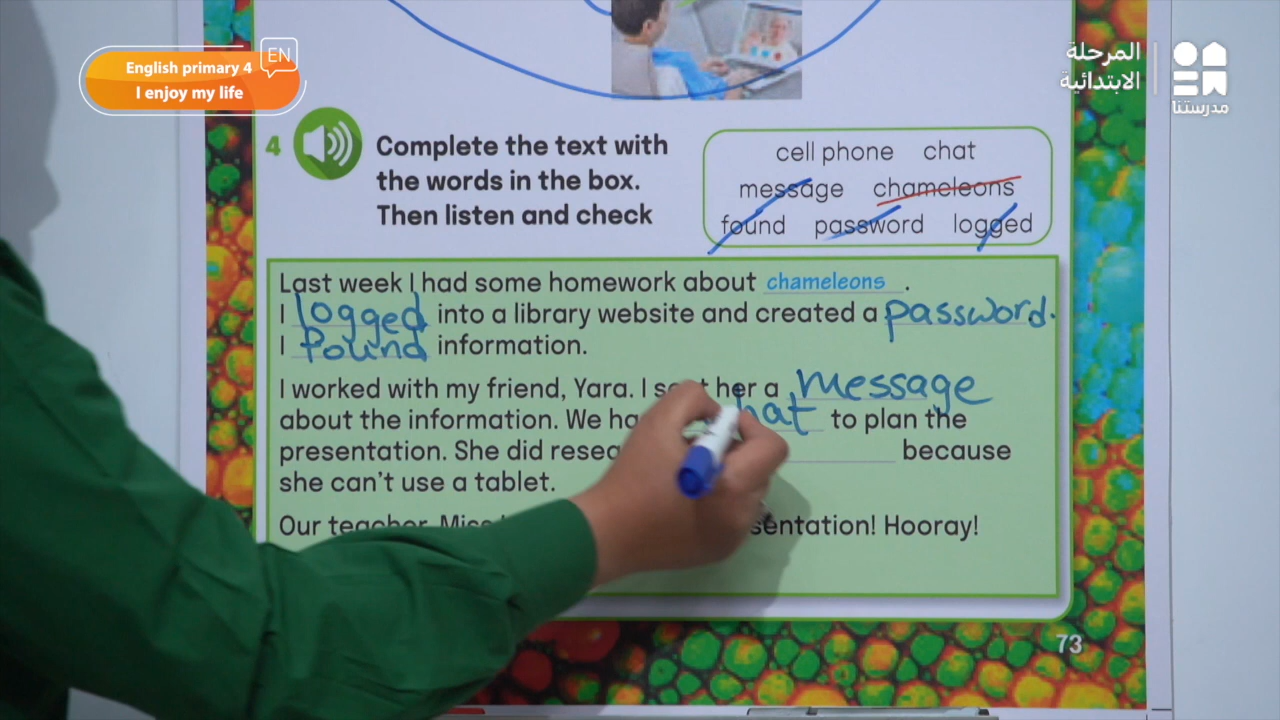 English primary 4
EN
I enjoy my life
المرحلة
الابتدائية
مدرستنا
4 Complete the text with
the words in the box.
Then listen and check
cell phone chat
message chameleons
found password logged
Last week I had some homework about chameleons .
I logged into a library website and created a password.
I found information.
I worked with my friend, Yara. I her a message
about the information. We to plan the
presentation. She did because
she can't use a tablet.
Our teacher, Hooray!
73